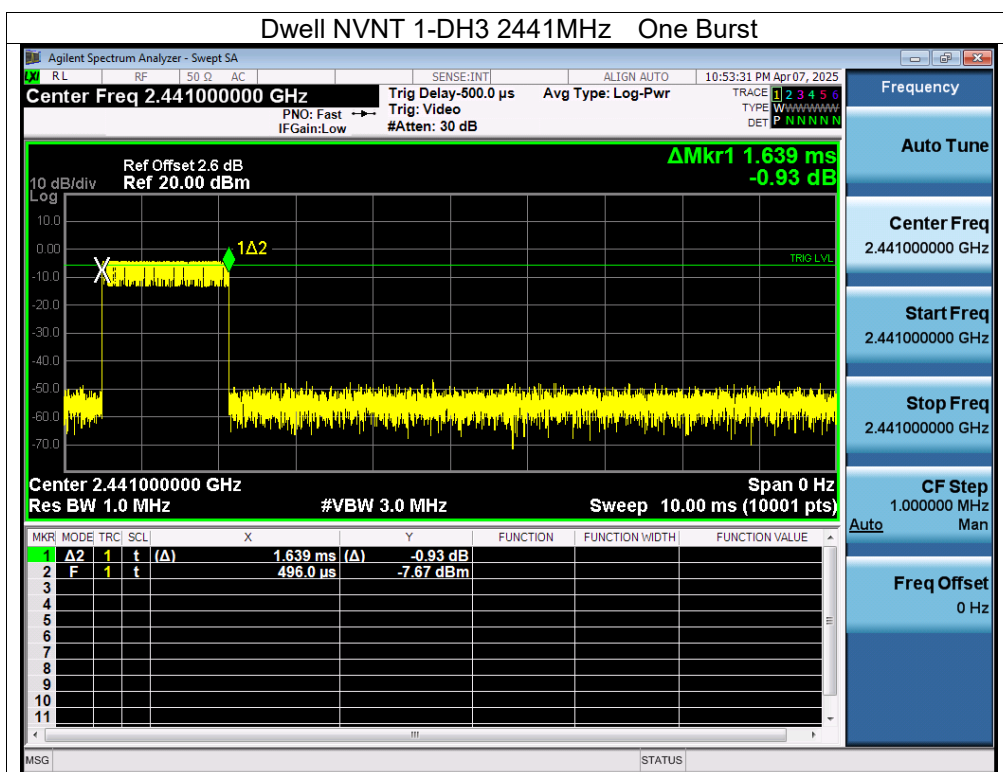 Dwell NVNT 1-DH3 2441MHz One Burst
Agilent Spectrum Analyzer - Swept SA
LXI RL RF 50 Ω AC SENSE:INT ALIGN AUTO 10:53:31 PM Apr 07, 2025
Center Freq 2.441000000 GHz
PNO: Fast
IFGain:Low
Trig Delay-500.0 µs
Trig: Video
#Atten: 30 dB
Avg Type: Log-Pwr
TRACE 1 2 3 4 5 6
TYPE WWWWWWW
DET P N N N N N
Ref Offset 2.6 dB
Ref 20.00 dBm
ΔMkr1 1.639 ms
-0.93 dB
10 dB/div
Log
10.0
0.00
-10.0
-20.0
-30.0
-40.0
-50.0
-60.0
-70.0
1Δ2
TRIG LVL
Center 2.441000000 GHz Span 0 Hz
Res BW 1.0 MHz #VBW 3.0 MHz Sweep 10.00 ms (10001 pts)
MKR MODE TRC SCL X Y FUNCTION FUNCTION WIDTH FUNCTION VALUE
1 Δ2 1 t (Δ) 1.639 ms (Δ) -0.93 dB
2 F 1 t 496.0 µs -7.67 dBm
3
4
5
6
7
8
9
10
11
MSG STATUS
Frequency
Auto Tune
Center Freq
2.441000000 GHz
Start Freq
2.441000000 GHz
Stop Freq
2.441000000 GHz
CF Step
1.000000 MHz
Auto Man
Freq Offset
0 Hz